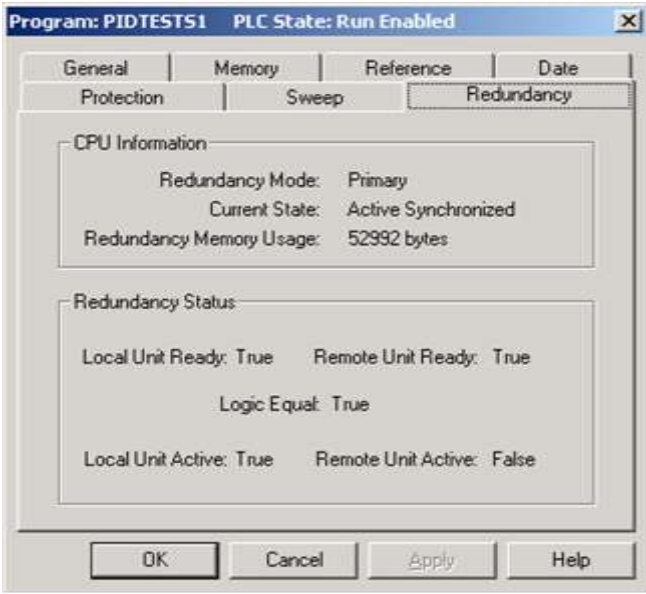 Program: PIDTESTS1 PLC State: Run Enabled
General Memory Reference Date
Protection Sweep Redundancy
CPU Information
Redundancy Mode: Primary
Current State: Active Synchronized
Redundancy Memory Usage: 52992 bytes
Redundancy Status
Local Unit Ready: True Remote Unit Ready: True
Logic Equal: True
Local Unit Active: True Remote Unit Active: False
OK Cancel Apply Help